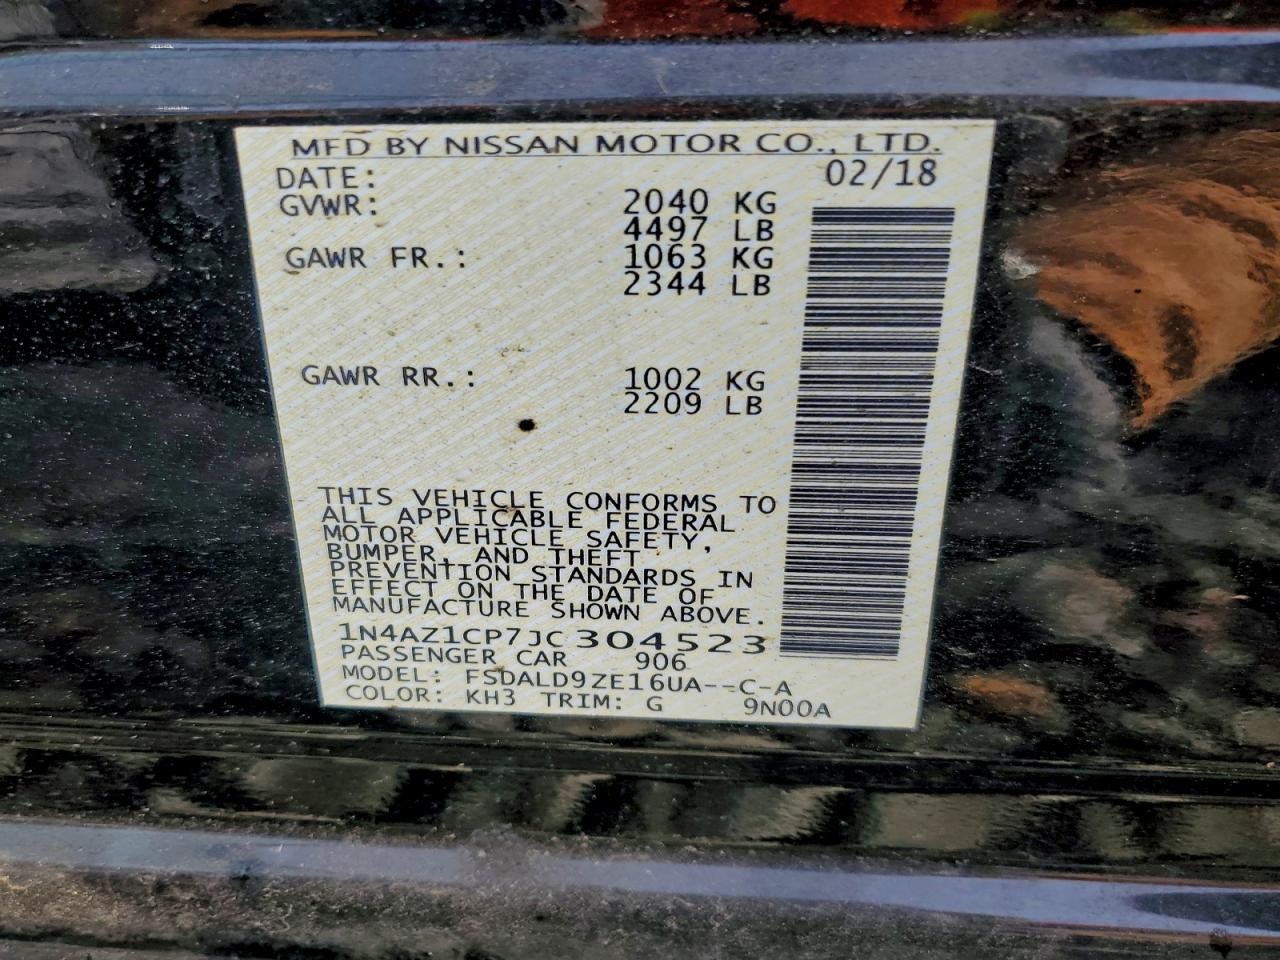 MFD BY NISSAN MOTOR CO., LTD.
DATE: 02/18
GVWR: 2040 KG
4497 LB
GAWR FR.: 1063 KG
2344 LB
GAWR RR.: 1002 KG
2209 LB
THIS VEHICLE CONFORMS TO
ALL APPLICABLE FEDERAL
MOTOR VEHICLE SAFETY,
BUMPER, AND THEFT
PREVENTION STANDARDS IN
EFFECT ON THE DATE OF
MANUFACTURE SHOWN ABOVE.
1N4AZ1CP7JC304523
PASSENGER CAR 906
MODEL: FSDALD9ZE16UA--C-A
COLOR: KH3 TRIM: G 9N00A